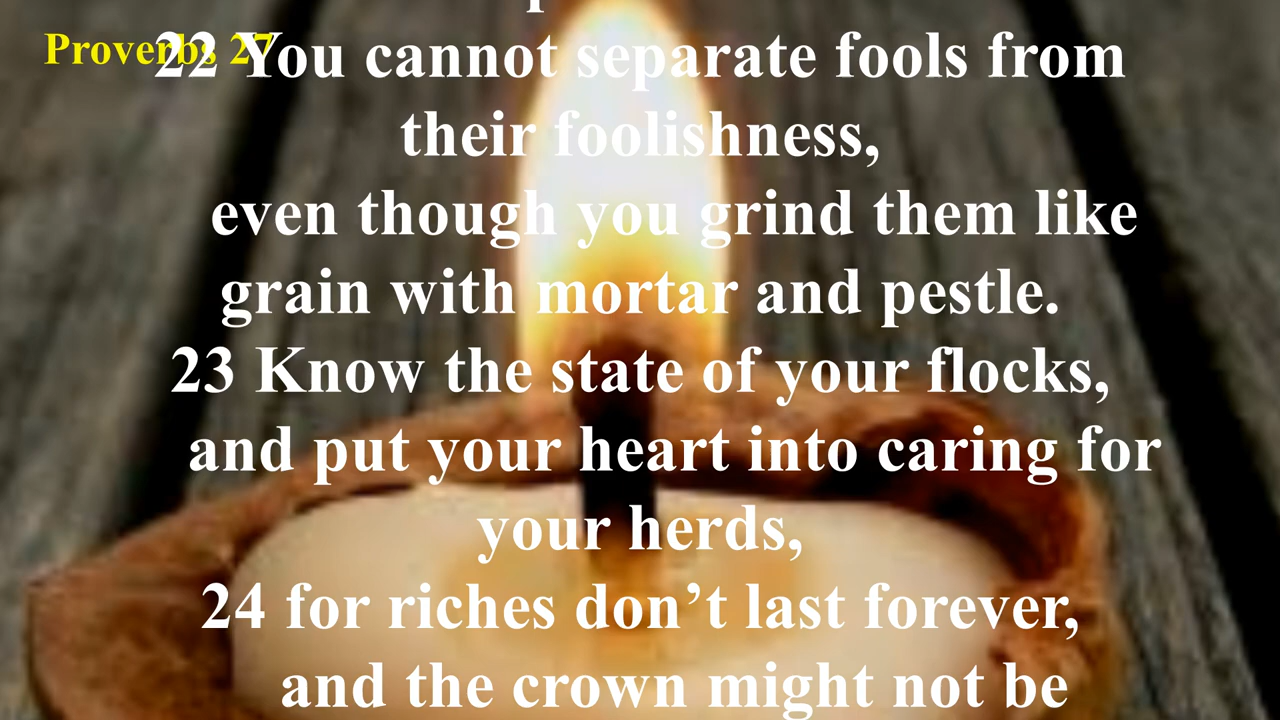 Proverbs 27
22 You cannot separate fools from
their foolishness,
even though you grind them like
grain with mortar and pestle.
23 Know the state of your flocks,
and put your heart into caring for
your herds,
24 for riches don’t last forever,
and the crown might not be